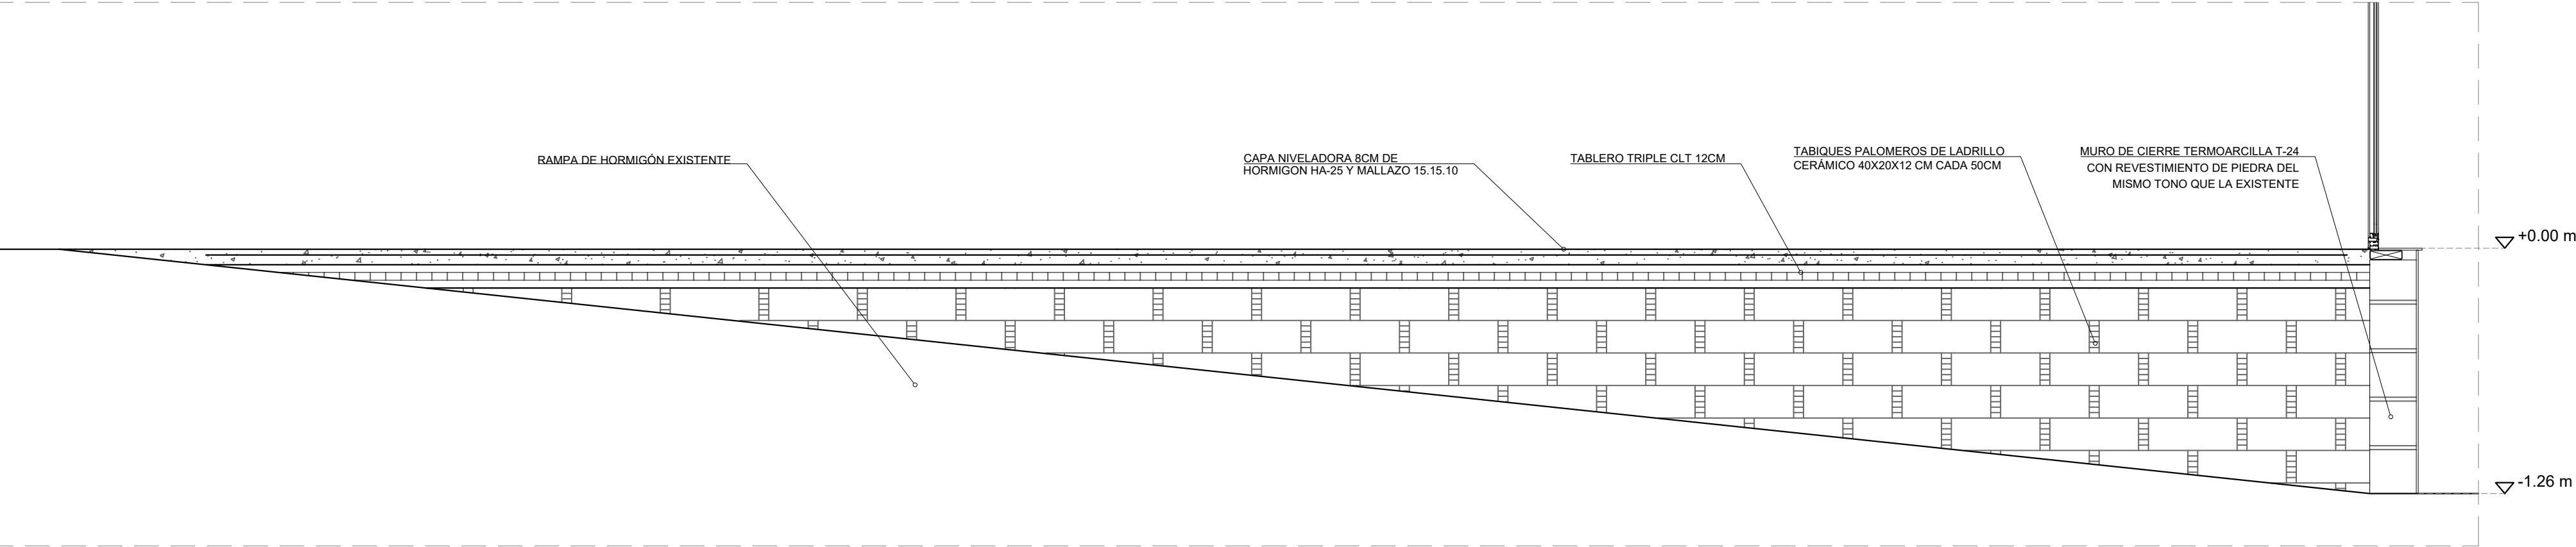 RAMPA DE HORMIGÓN EXISTENTE
CAPA NIVELADORA 8CM DE
HORMIGON HA-25 Y MALLAZO 15.15.10
TABLERO TRIPLE CLT 12CM
TABIQUES PALOMEROS DE LADRILLO
CERÁMICO 40X20X12 CM CADA 50CM
MURO DE CIERRE TERMOARCILLA T-24
CON REVESTIMIENTO DE PIEDRA DEL
MISMO TONO QUE LA EXISTENTE
+0.00 m
-1.26 m